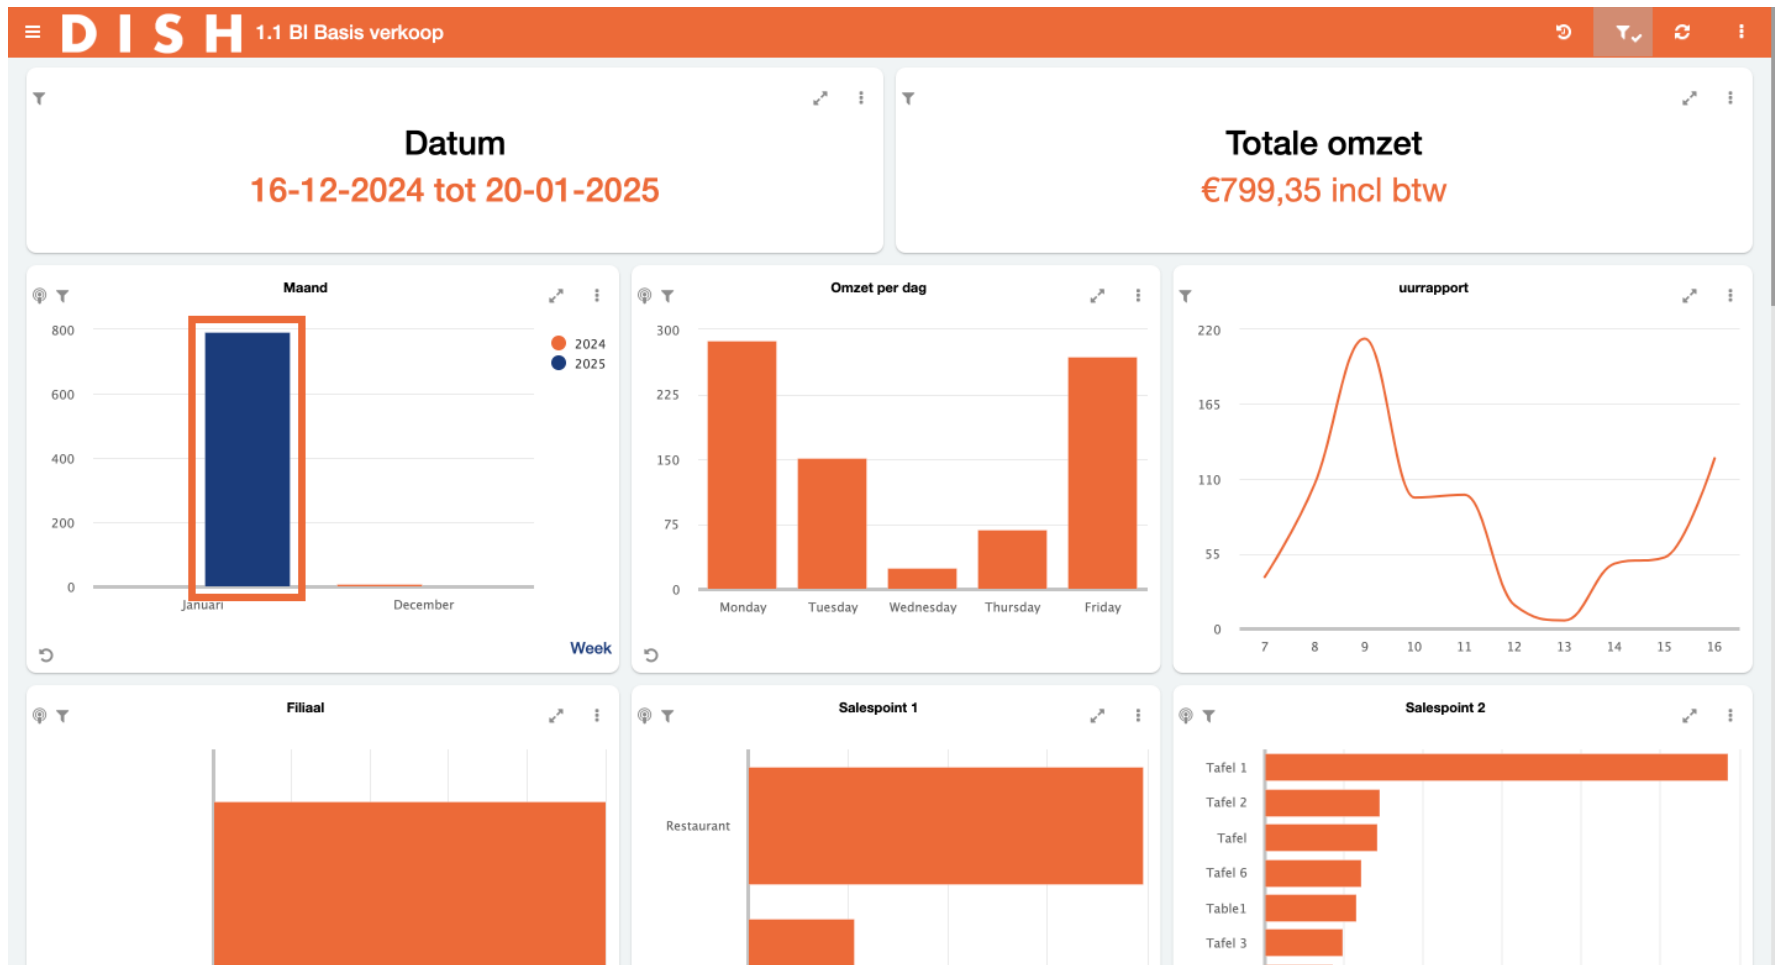 DISH 1.1 BI Basis verkoop
Datum
16-12-2024 tot 20-01-2025
Totale omzet
€799,35 incl btw
Maand
800
600
400
200
0
Januari
December
2024
2025
Week
Omzet per dag
300
225
150
75
0
Monday Tuesday Wednesday Thursday Friday
uurrapport
220
165
110
55
0
7 8 9 10 11 12 13 14 15 16
Filiaal
Salespoint 1
Restaurant
Salespoint 2
Tafel 1
Tafel 2
Tafel
Tafel 6
Table1
Tafel 3